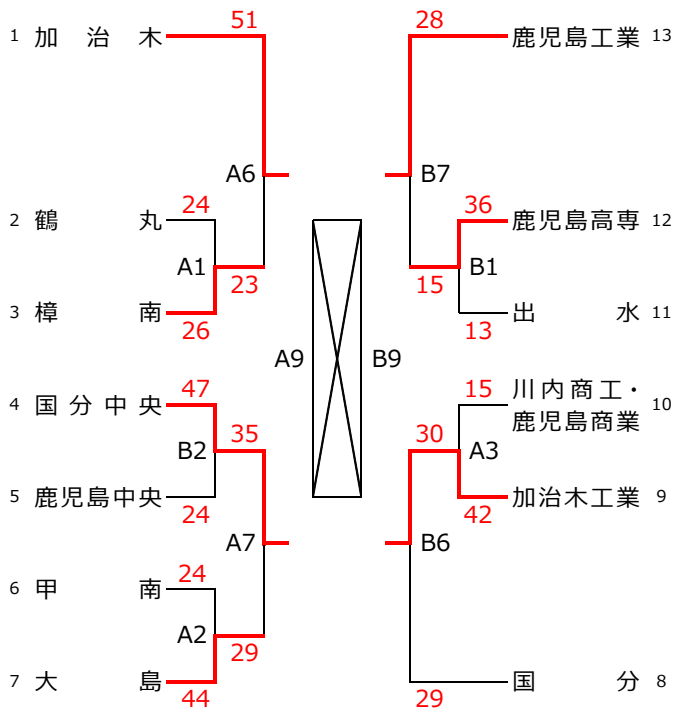 1 加治木 51
28 鹿児島工業 13
A6
B7
2 鶴丸 24
36 鹿児島高専 12
A1
23
15
B1
3 樟南 26
13 出水 11
A9
B9
4 国分中央 47
15 川内商工・
鹿児島商業 10
B2
35
30
A3
5 鹿児島中央 24
42 加治木工業 9
A7
B6
6 甲南 24
A2
29
7 大島 44
29 国分 8